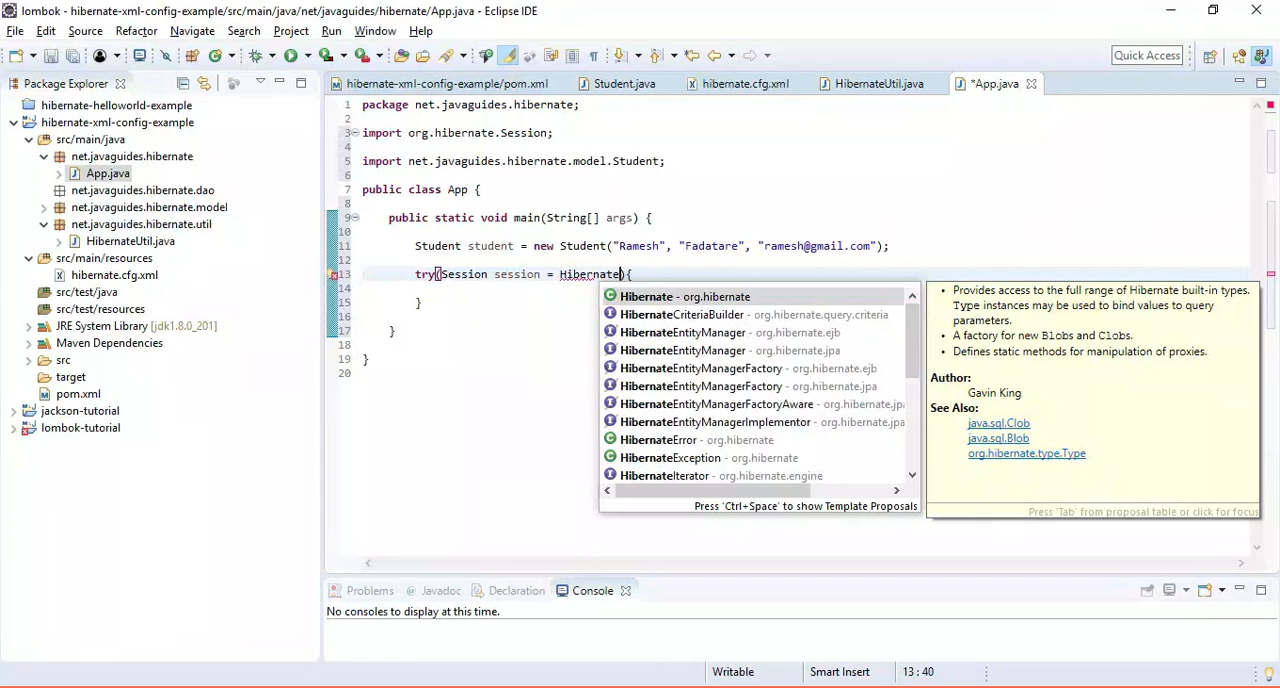 lombok - hibernate-xml-config-example/src/main/java/net/javaguides/hibernate/App.java - Eclipse IDE
File Edit Source Refactor Navigate Search Project Run Window Help
Quick Access
Package Explorer
hibernate-helloworld-example
hibernate-xml-config-example
src/main/java
net.javaguides.hibernate
App.java
net.javaguides.hibernate.dao
net.javaguides.hibernate.model
net.javaguides.hibernate.util
HibernateUtil.java
src/main/resources
hibernate.cfg.xml
src/test/java
src/test/resources
JRE System Library [jdk1.8.0_201]
Maven Dependencies
src
target
pom.xml
jackson-tutorial
lombok-tutorial
hibernate-xml-config-example/pom.xml Student.java hibernate.cfg.xml HibernateUtil.java *App.java
1 package net.javaguides.hibernate;
2
3 import org.hibernate.Session;
4
5 import net.javaguides.hibernate.model.Student;
6
7 public class App {
8
9 public static void main(String[] args) {
10
11 Student student = new Student("Ramesh", "Fadatare", "ramesh@gmail.com");
12
13 try(Session session = Hibernate){
14
15 }
16
17 }
18
19 }
20
Hibernate - org.hibernate
HibernateCriteriaBuilder - org.hibernate.query.criteria
HibernateEntityManager - org.hibernate.ejb
HibernateEntityManager - org.hibernate.jpa
HibernateEntityManagerFactory - org.hibernate.ejb
HibernateEntityManagerFactory - org.hibernate.jpa
HibernateEntityManagerFactoryAware - org.hibernate.jpa
HibernateEntityManagerImplementor - org.hibernate.jpa
HibernateError - org.hibernate
HibernateException - org.hibernate
HibernateIterator - org.hibernate.engine
Press 'Ctrl+Space' to show Template Proposals
• Provides access to the full range of Hibernate built-in types.
Type instances may be used to bind values to query
parameters.
• A factory for new Blobs and Clobs.
• Defines static methods for manipulation of proxies.
Author:
Gavin King
See Also:
java.sql.Clob
java.sql.Blob
org.hibernate.type.Type
Press 'Tab' from proposal table or click for focus
Problems @ Javadoc Declaration Console
No consoles to display at this time.
Writable Smart Insert 13 : 40